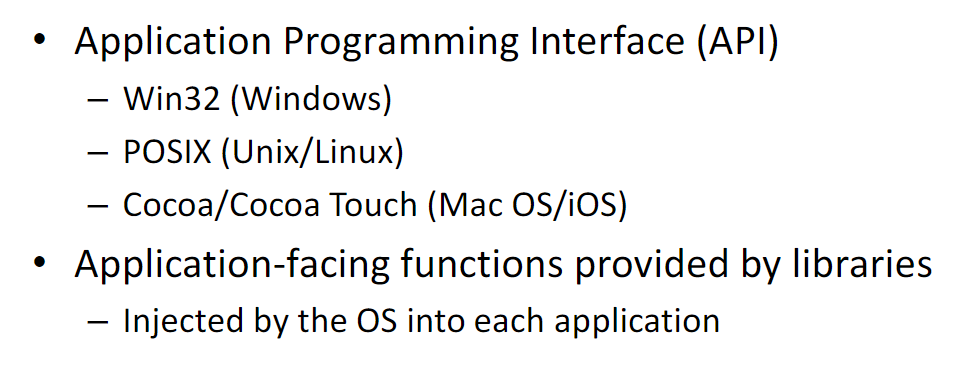 • Application Programming Interface (API)
– Win32 (Windows)
– POSIX (Unix/Linux)
– Cocoa/Cocoa Touch (Mac OS/iOS)
• Application-facing functions provided by libraries
– Injected by the OS into each application